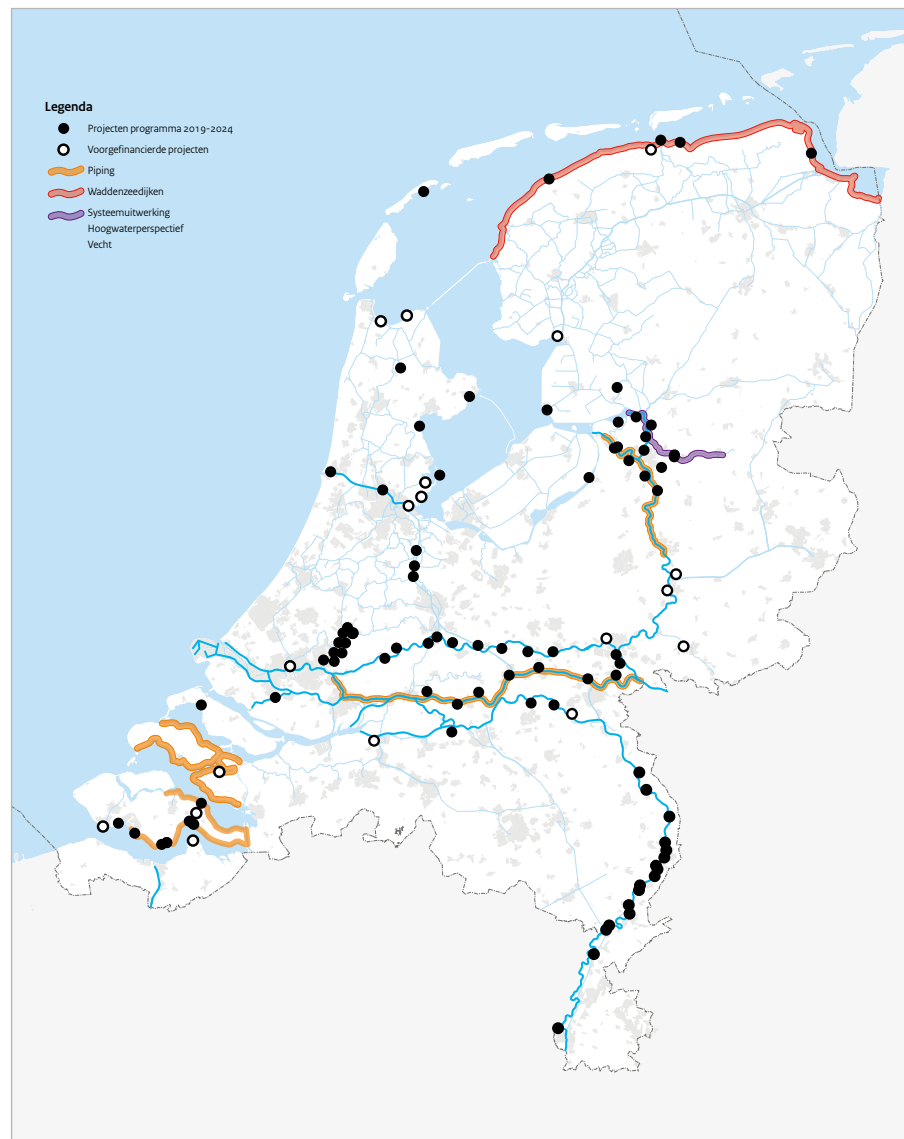 Legenda
Projecten programma 2019-2024
Voorgefinancierde projecten
Piping
Waddenzeedijken
Systeemuitwerking
Hoogwaterperspectief
Vecht